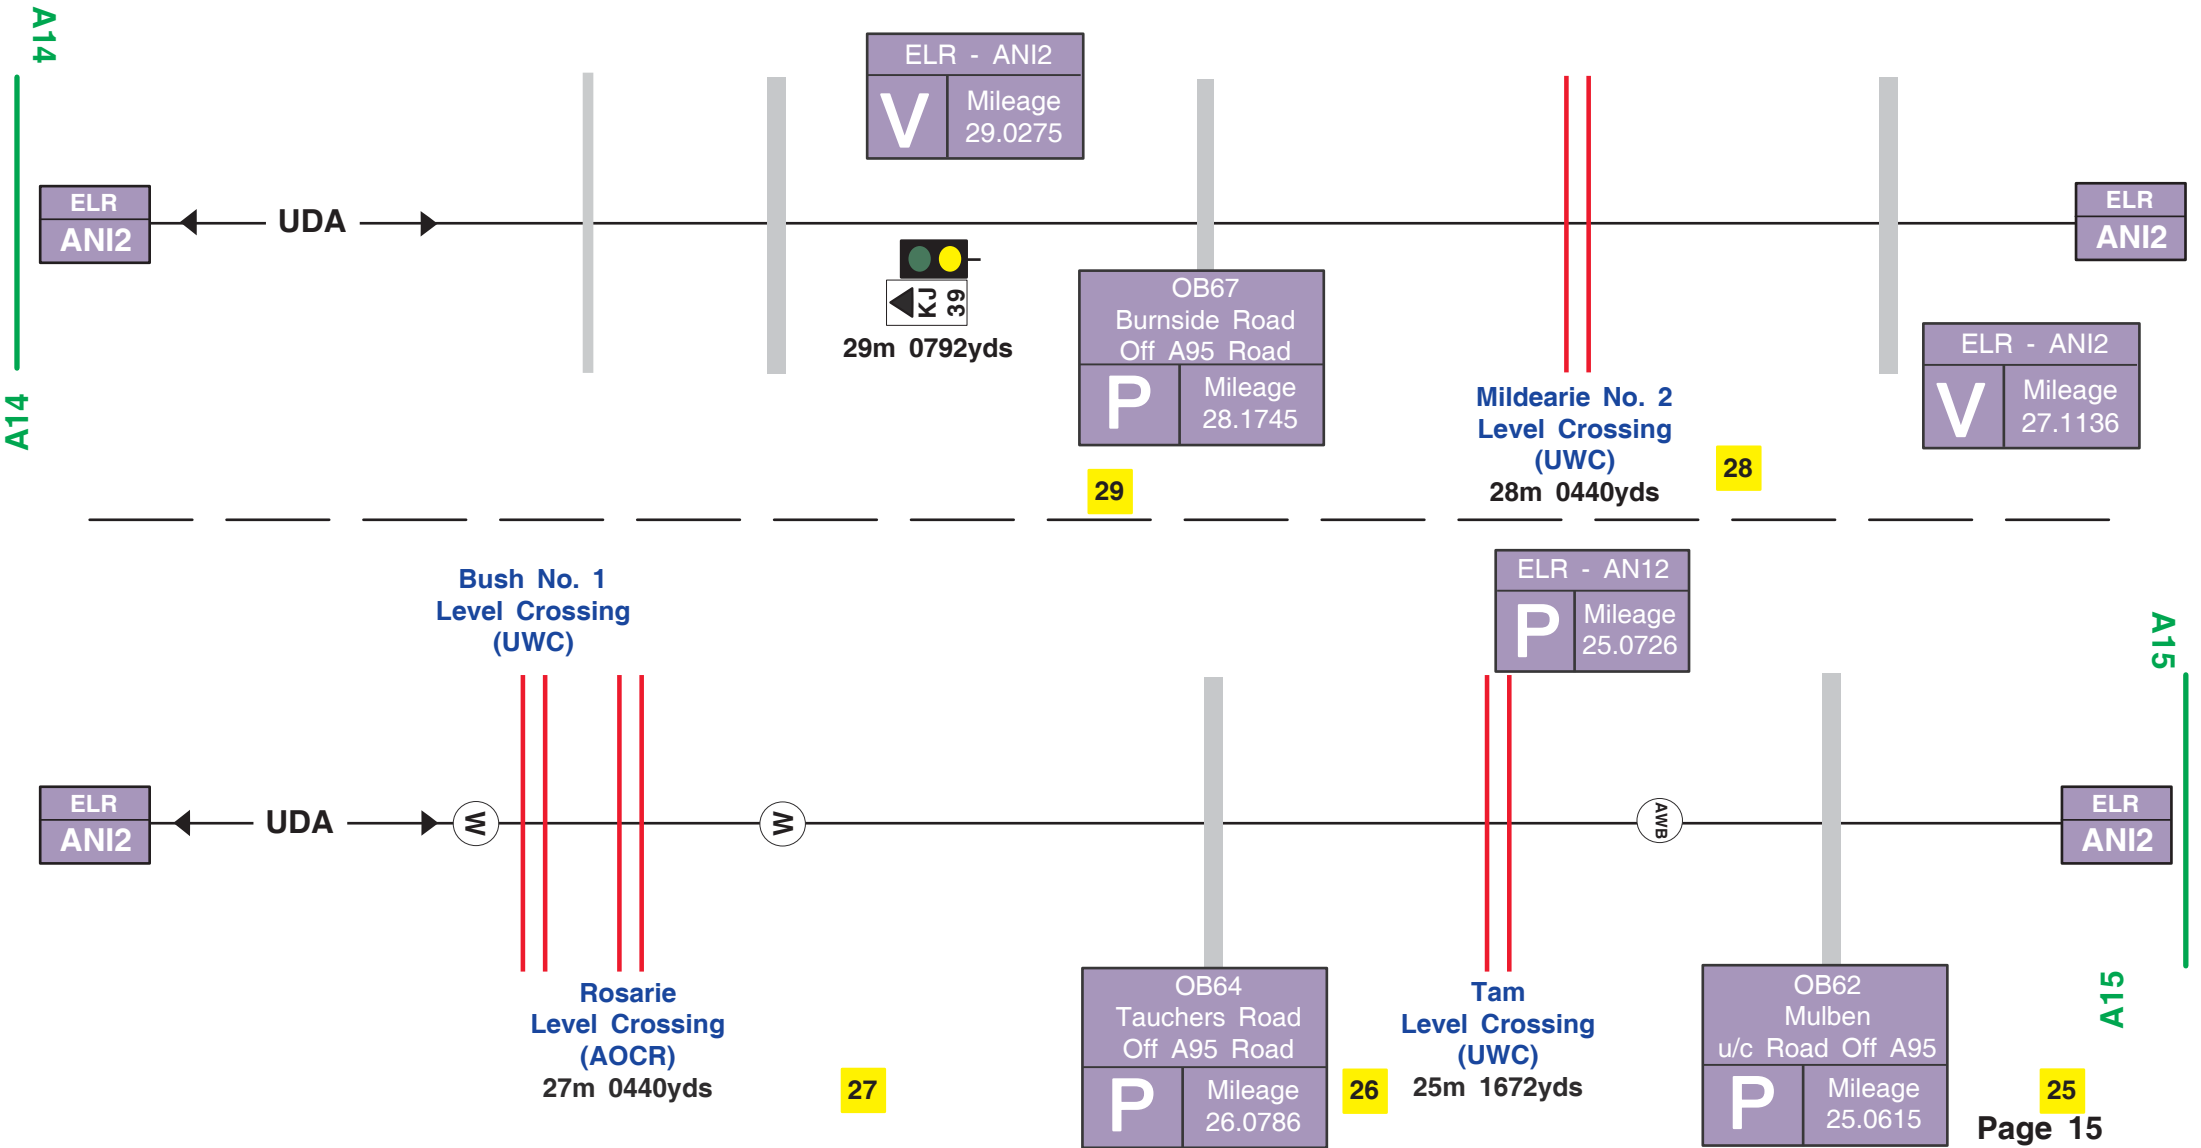 A14
ELR - ANI2
V
Mileage
29.0275
ELR
ANI2
UDA
ELR
ANI2
KJ
39
29m 0792yds
OB67
Burnside Road
Off A95 Road
P
Mileage
28.1745
ELR - ANI2
V
Mileage
27.1136
A14
Mildearie No. 2
Level Crossing
(UWC)
28m 0440yds
29
28
Bush No. 1
Level Crossing
(UWC)
ELR - AN12
P
Mileage
25.0726
A15
ELR
ANI2
UDA
W
W
AWB
ELR
ANI2
Rosarie
Level Crossing
(AOCR)
27m 0440yds
27
OB64
Tauchers Road
Off A95 Road
P
Mileage
26.0786
26
Tam
Level Crossing
(UWC)
25m 1672yds
OB62
Mulben
u/c Road Off A95
P
Mileage
25.0615
A15
25
Page 15